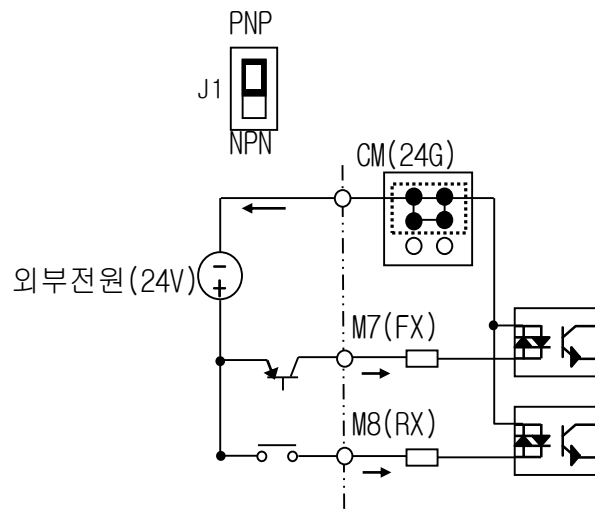 PNP
J1
NPN
CM(24G)
외부전원(24V)
M7(FX)
M8(RX)